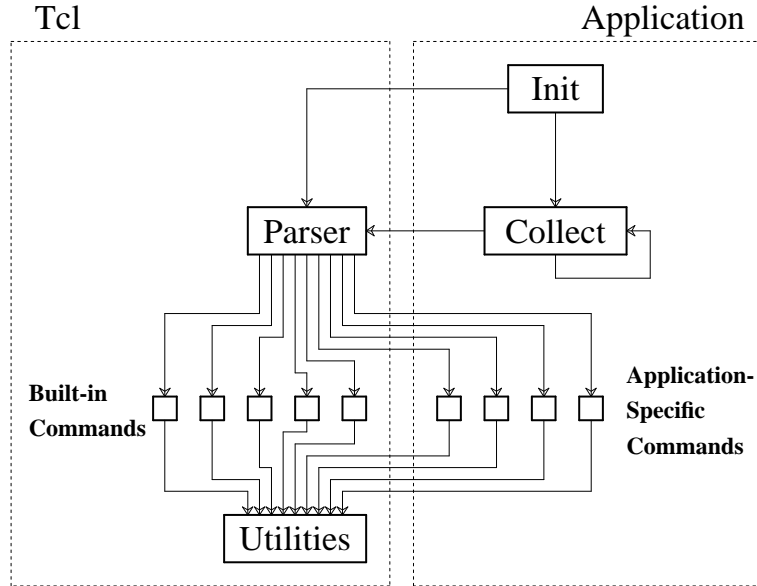 Tcl
Application
Init
Parser
Collect
Built-in
Commands
Application-
Specific
Commands
Utilities